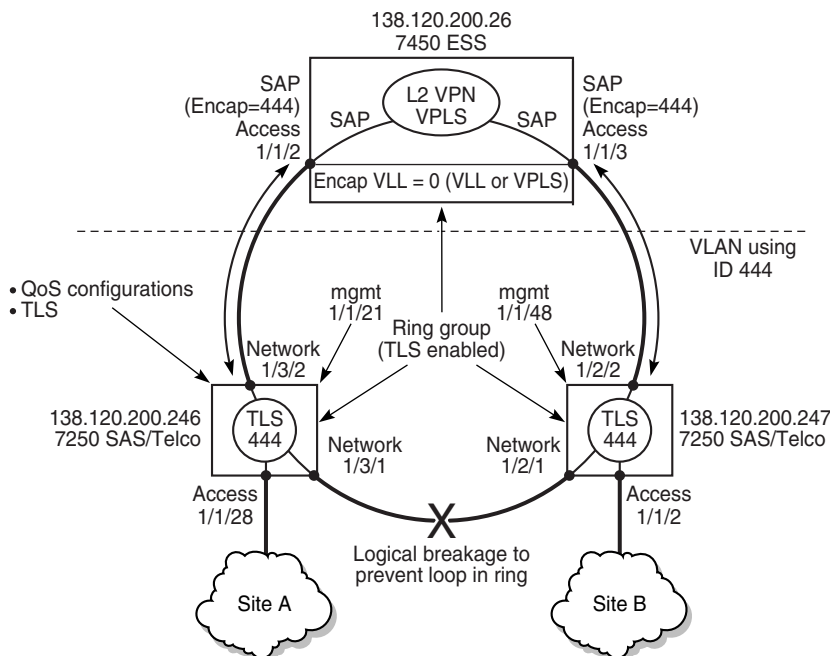 138.120.200.26
7450 ESS
SAP
(Encap=444)
Access
1/1/2
L2 VPN
VPLS
SAP
SAP
SAP
(Encap=444)
Access
1/1/3
Encap VLL = 0 (VLL or VPLS)
VLAN using
ID 444
• QoS configurations
• TLS
mgmt
1/1/21
Ring group
(TLS enabled)
mgmt
1/1/48
Network
1/3/2
Network
1/2/2
138.120.200.246
7250 SAS/Telco
TLS
444
Network
1/3/1
Network
1/2/1
TLS
444
138.120.200.247
7250 SAS/Telco
Access
1/1/28
Access
1/1/2
X
Logical breakage to
prevent loop in ring
Site A
Site B